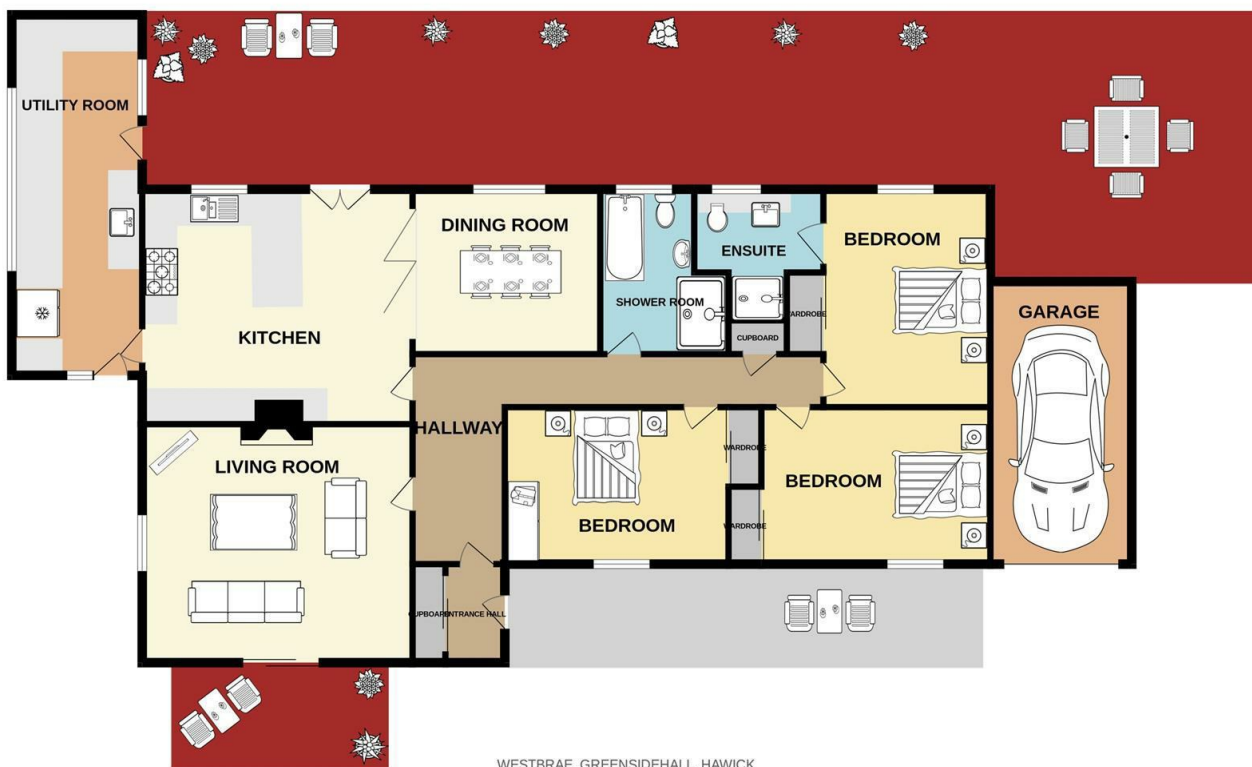 UTILITY ROOM
DINING ROOM
ENSUITE
BEDROOM
SHOWER ROOM
WARDROBE
GARAGE
KITCHEN
CUPBOARD
HALLWAY
LIVING ROOM
WARDROBE
BEDROOM
BEDROOM
WARDROBE
CUPBOARD
ENTRANCE HALL
WESTBRAE, GREENSIDEHALL, HAWICK